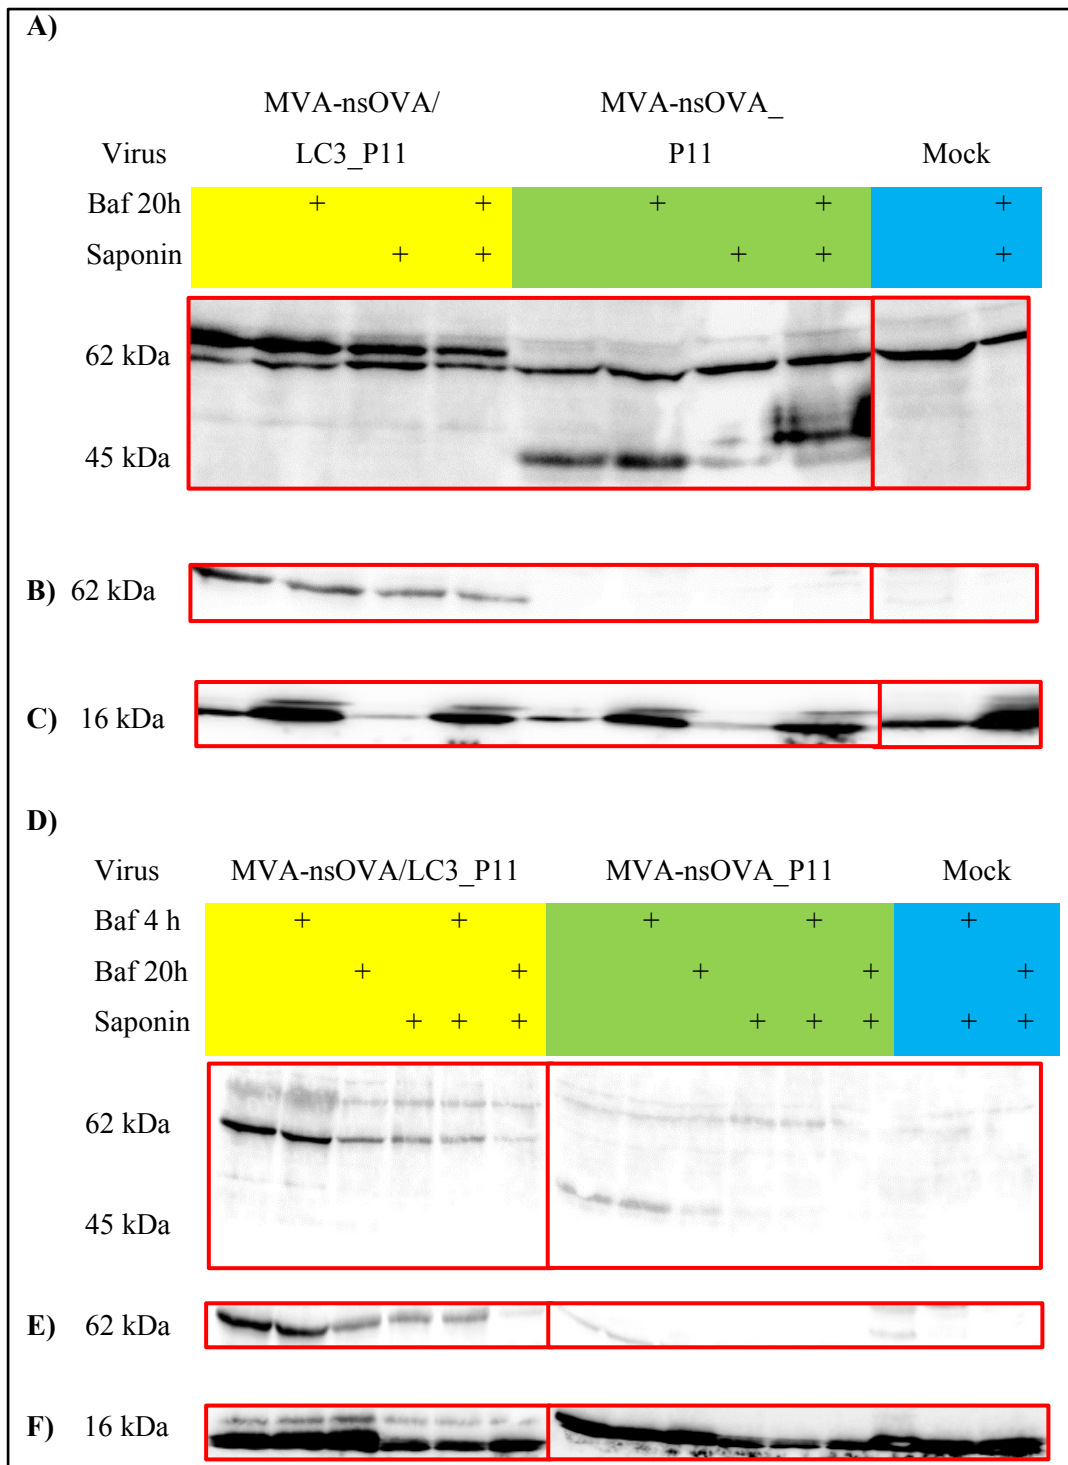 A)
MVA-nsOVA/ MVA-nsOVA_
Virus LC3_P11 P11 Mock
Baf 20h + + + + +
Saponin + + + + +
62 kDa
45 kDa
B) 62 kDa
C) 16 kDa
D)
Virus MVA-nsOVA/LC3_P11 MVA-nsOVA_P11 Mock
Baf 4 h + + + + +
Baf 20h + + + + +
Saponin + + + + + + + +
62 kDa
45 kDa
E) 62 kDa
F) 16 kDa